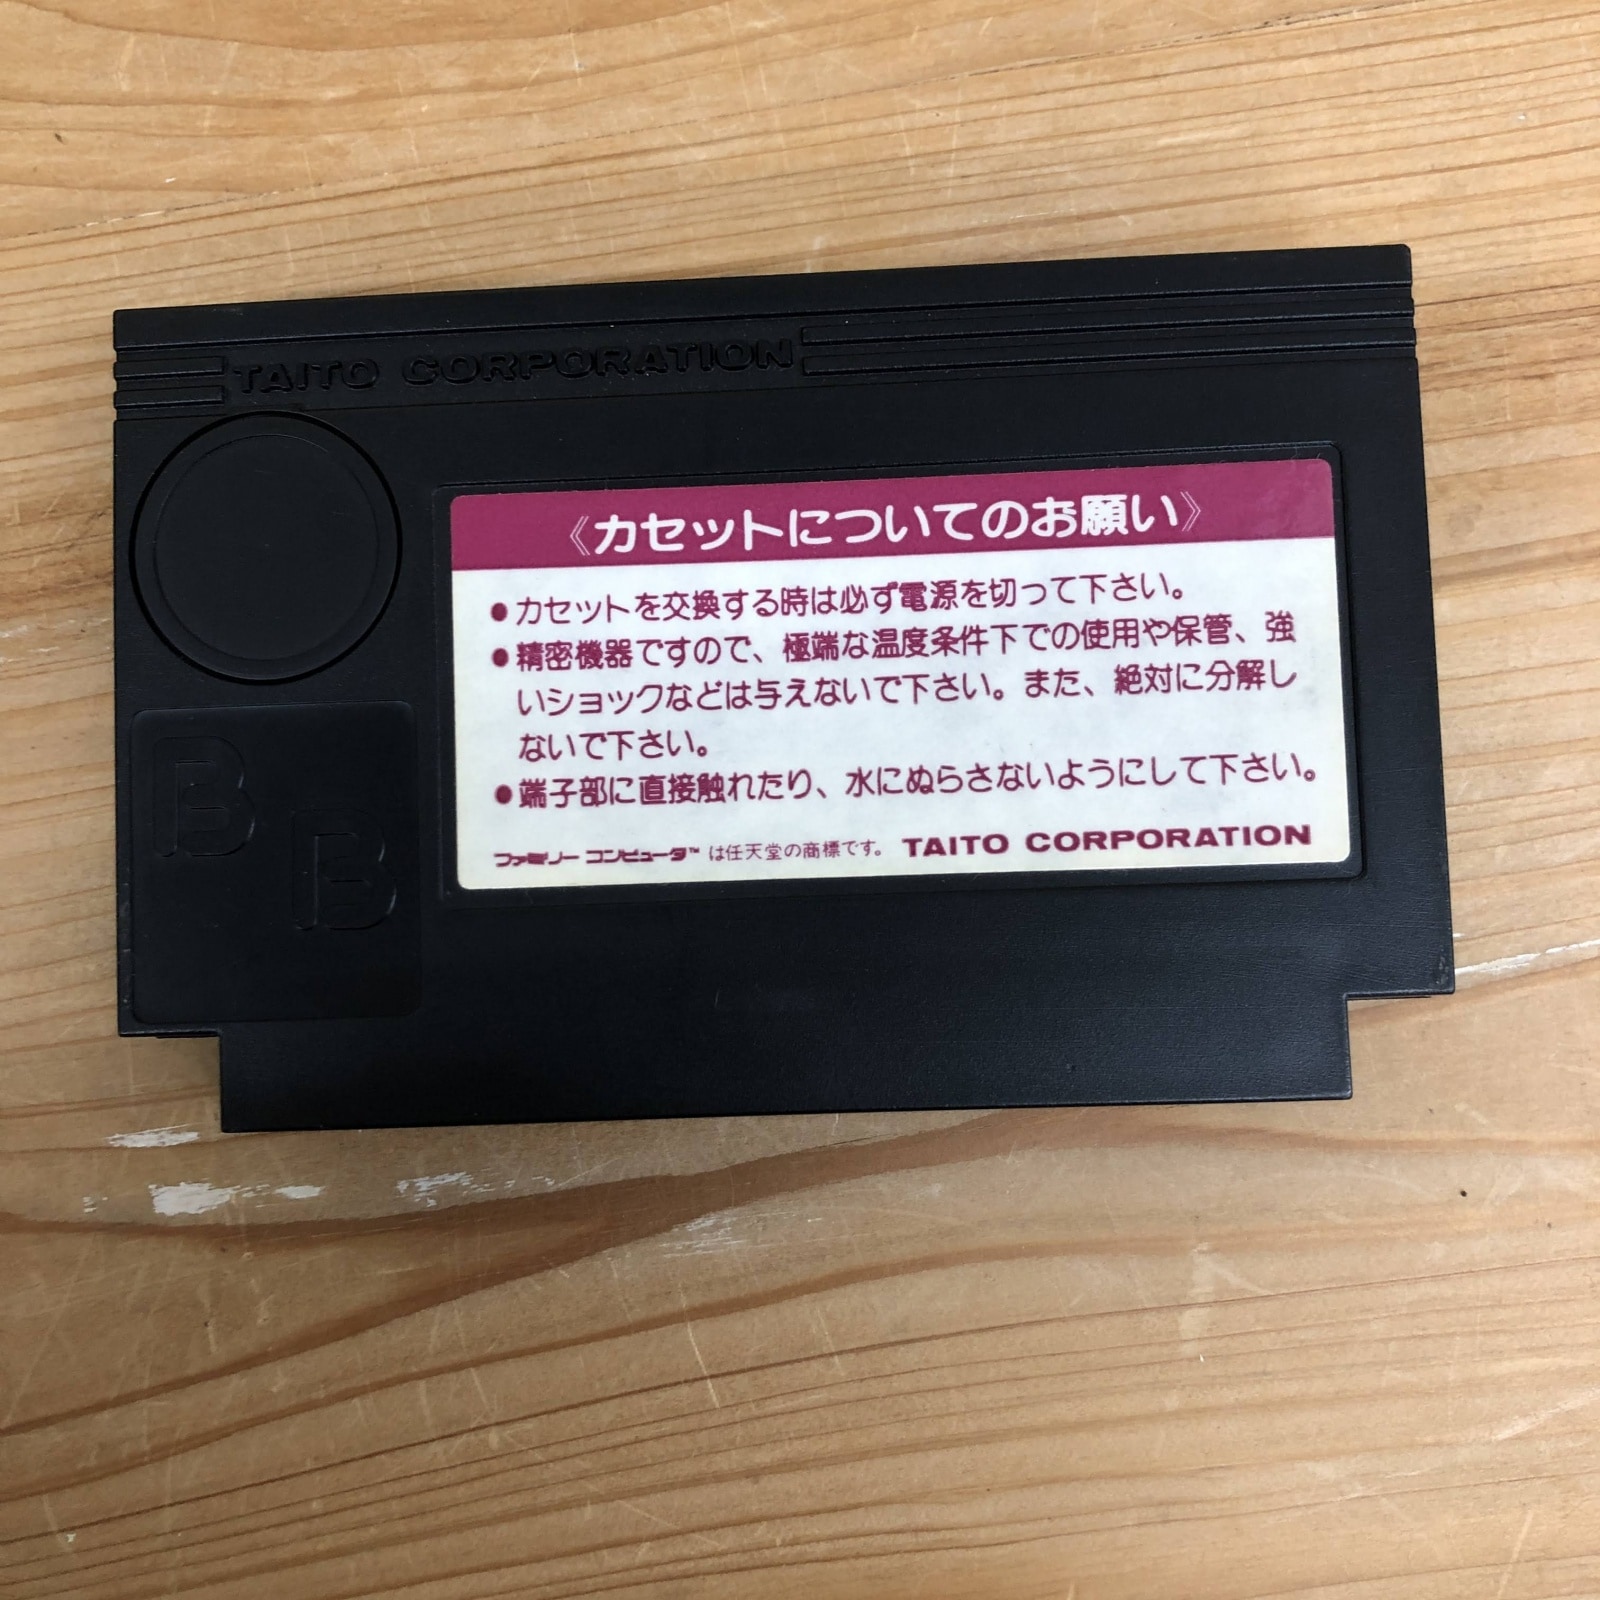 TAITO CORPORATION
《カセットについてのお願い》
●カセットを交換する時は必ず電源を切って下さい。
●精密機器ですので、極端な温度条件下での使用や保管、強
いショックなどは与えないで下さい。また、絶対に分解し
ないで下さい。
●端子部に直接触れたり、水にぬらさないようにして下さい。
ファミリー コンピュータ™ は任天堂の商標です。 TAITO CORPORATION
B
B